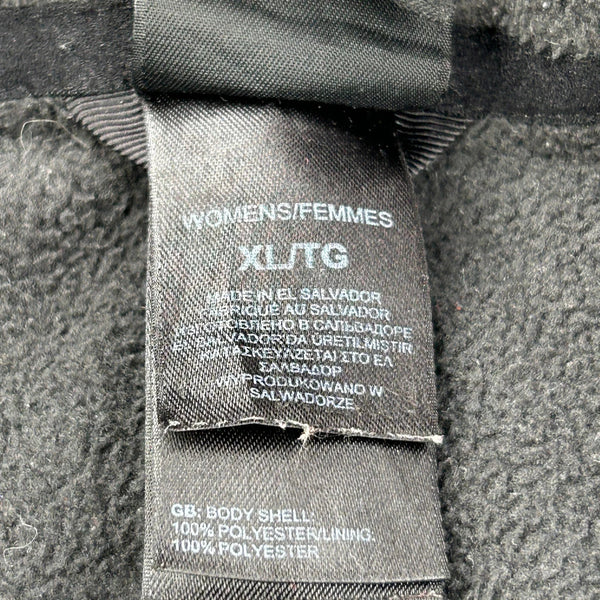 WOMENS/FEMMES
XL/TG
MADE IN EL SALVADOR
FABRIQUÉ AU SALVADOR
ИЗГОТОВЛЕНО В САЛЬВАДОРЕ
EL SALVADOR'DA ÜRETILMISTIR
ΚΑΤΑΣΚΕΥΑΖΕΤΑΙ ΣΤΟ ΕΛ
ΣΑΛΒΑΔΟΡ
WYPRODUKOWANO W
SALWADORZE
GB: BODY SHELL:
100% POLYESTER/LINING:
100% POLYESTER